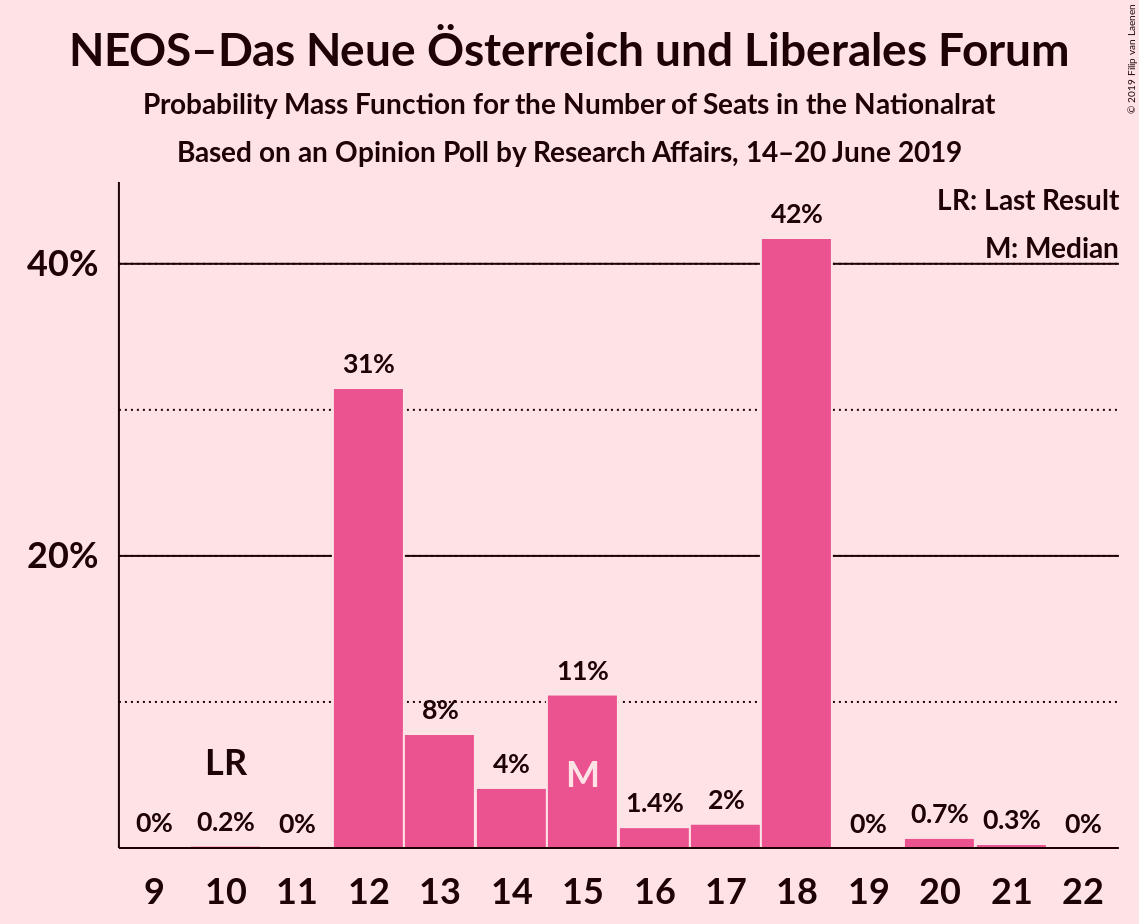 NEOS–Das Neue Österreich und Liberales Forum
Probability Mass Function for the Number of Seats in the Nationalrat
Based on an Opinion Poll by Research Affairs, 14–20 June 2019
© 2019 Filip van Laenen
LR: Last Result
M: Median
40%
20%
0%
0.2%
0%
31%
8%
4%
11%
1.4%
2%
42%
0%
0.7%
0.3%
0%
LR
M
9 10 11 12 13 14 15 16 17 18 19 20 21 22